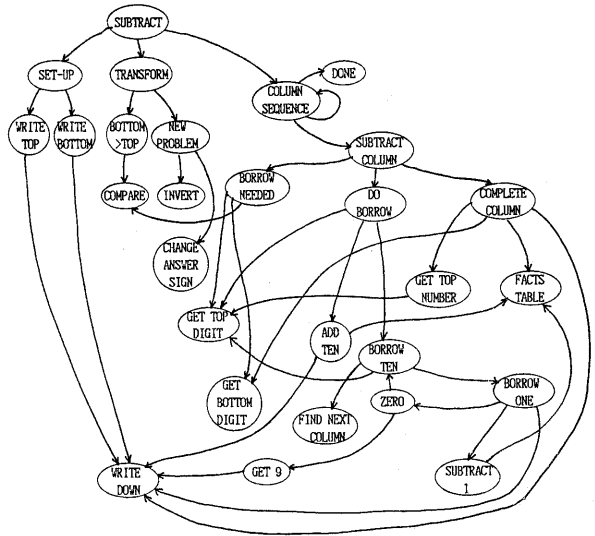 SUBTRACT
SET-UP
TRANSFORM
COLUMN
SEQUENCE
DONE
WRITE
TOP
WRITE
BOTTOM
BOTTOM
>TOP
NEW
PROBLEM
SUBTRACT
COLUMN
COMPARE
INVERT
BORROW
NEEDED
DO
BORROW
COMPLETE
COLUMN
CHANGE
ANSWER
SIGN
GET TOP
NUMBER
FACTS
TABLE
GET TOP
DIGIT
ADD
TEN
BORROW
TEN
GET
BOTTOM
DIGIT
FIND NEXT
COLUMN
ZERO
BORROW
ONE
WRITE
DOWN
GET 9
SUBTRACT
1